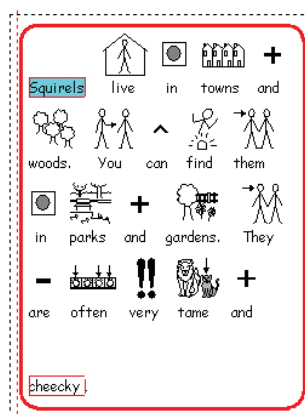 Squirels live in towns and
woods. You can find them
in parks and gardens. They
are often very tame and
cheecky.